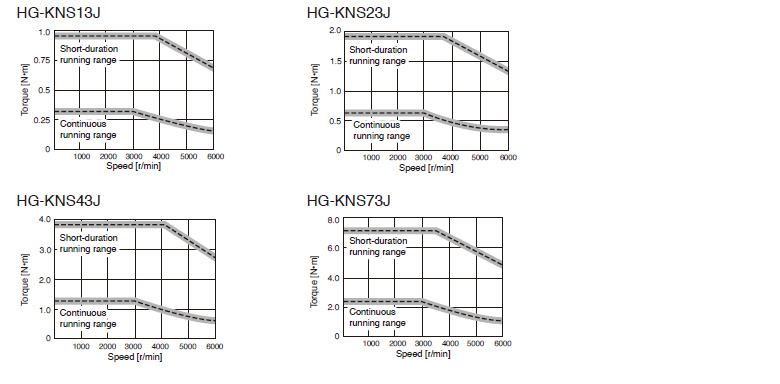 HG-KNS13J
1.0
0.75
0.5
0.25
0
Torque [N•m]
Short-duration
running range
Continuous
running range
1000 2000 3000 4000 5000 6000
Speed [r/min]
HG-KNS23J
2.0
1.5
1.0
0.5
0
Torque [N•m]
Short-duration
running range
Continuous
running range
1000 2000 3000 4000 5000 6000
Speed [r/min]
HG-KNS43J
4.0
3.0
2.0
1.0
0
Torque [N•m]
Short-duration
running range
Continuous
running range
1000 2000 3000 4000 5000 6000
Speed [r/min]
HG-KNS73J
8.0
6.0
4.0
2.0
0
Torque [N•m]
Short-duration
running range
Continuous
running range
1000 2000 3000 4000 5000 6000
Speed [r/min]